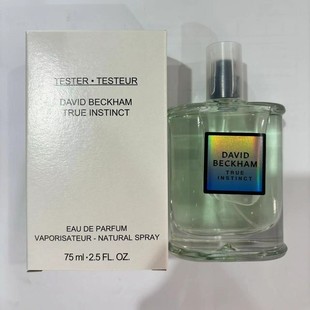 TESTER • TESTEUR
DAVID BECKHAM
TRUE INSTINCT
EAU DE PARFUM
VAPORISATEUR - NATURAL SPRAY
75 ml · 2.5 FL. OZ.
DAVID
BECKHAM
TRUE
INSTINCT